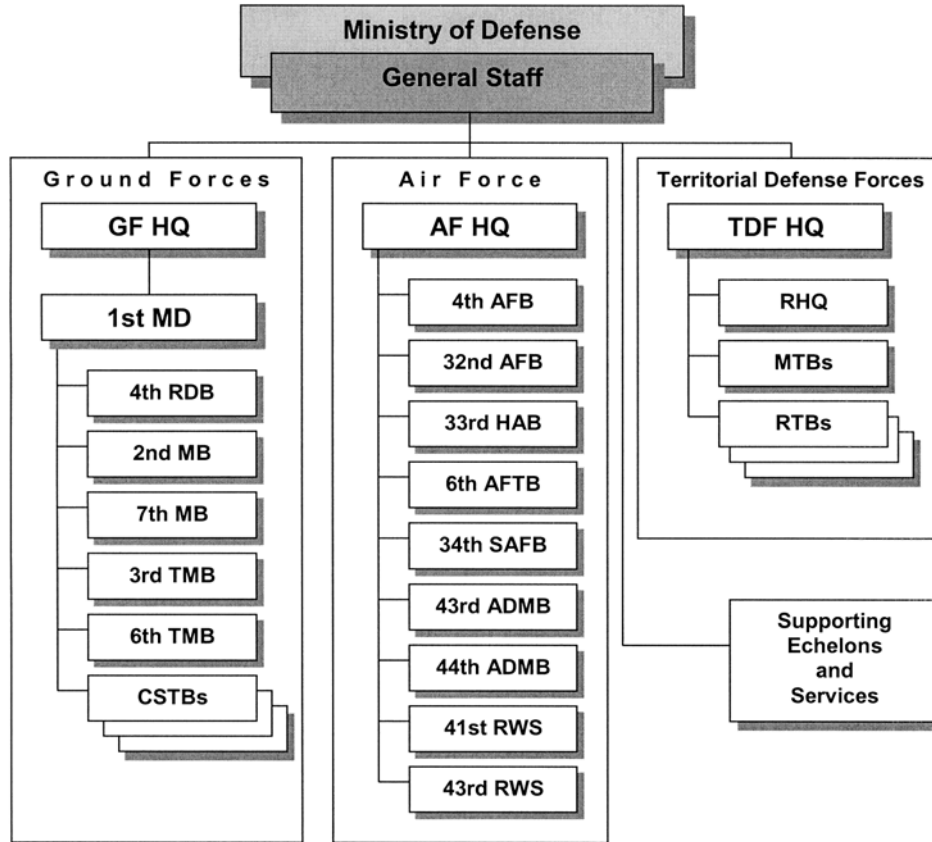 Ministry of Defense
General Staff
Ground Forces
GF HQ
1st MD
4th RDB
2nd MB
7th MB
3rd TMB
6th TMB
CSTBs
Air Force
AF HQ
4th AFB
32nd AFB
33rd HAB
6th AFTB
34th SAFB
43rd ADMB
44th ADMB
41st RWS
43rd RWS
Territorial Defense Forces
TDF HQ
RHQ
MTBs
RTBs
Supporting
Echelons
and
Services